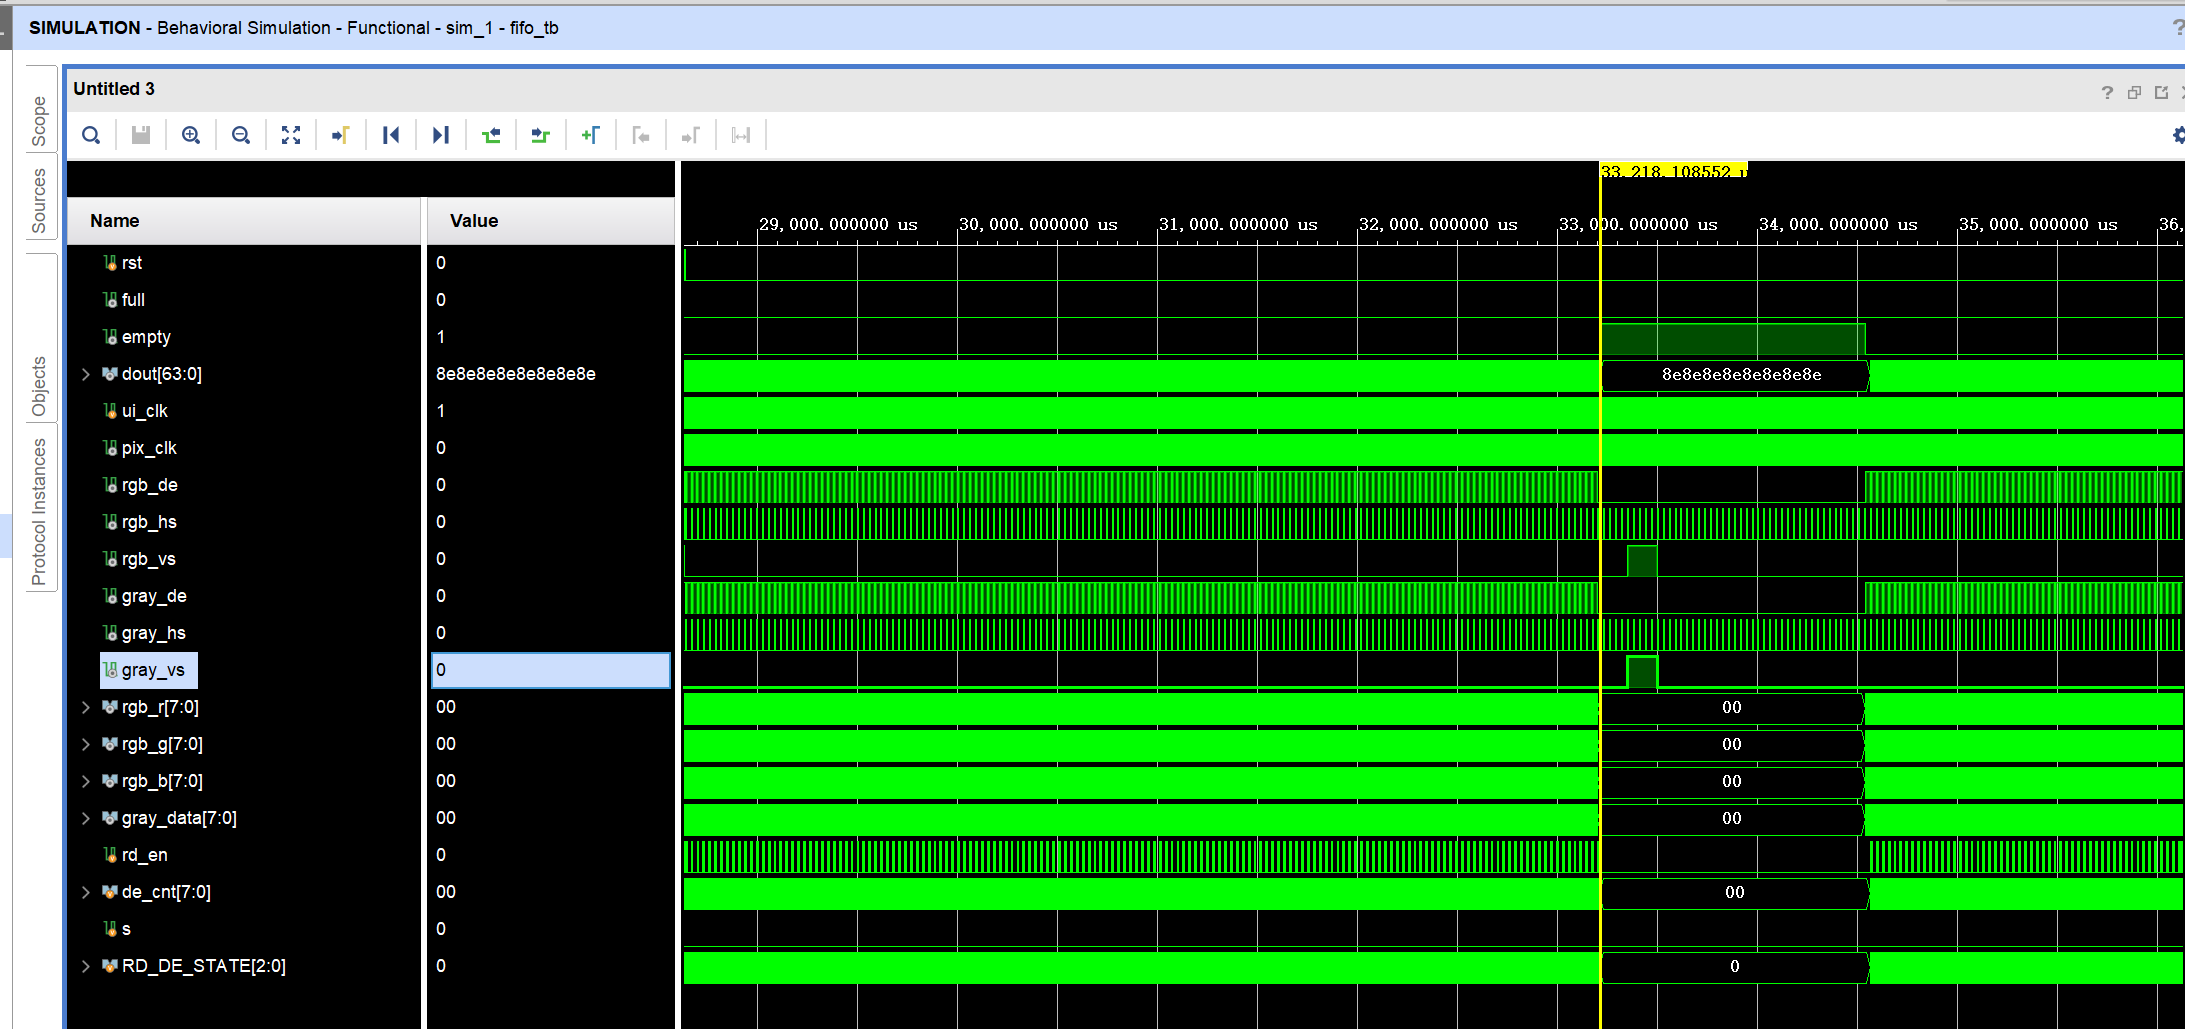 SIMULATION - Behavioral Simulation - Functional - sim_1 - fifo_tb
?
Scope
Sources
Objects
Protocol Instances
Untitled 3
?
33,218.108552 u
Name
Value
29,000.000000 us
30,000.000000 us
31,000.000000 us
32,000.000000 us
33,000.000000 us
34,000.000000 us
35,000.000000 us
36,
rst 0
full 0
empty 1
dout[63:0] 8e8e8e8e8e8e8e8e 8e8e8e8e8e8e8e8e
ui_clk 1
pix_clk 0
rgb_de 0
rgb_hs 0
rgb_vs 0
gray_de 0
gray_hs 0
gray_vs 0
rgb_r[7:0] 00 00
rgb_g[7:0] 00 00
rgb_b[7:0] 00 00
gray_data[7:0] 00 00
rd_en 0
de_cnt[7:0] 00 00
s 0
RD_DE_STATE[2:0] 0 0